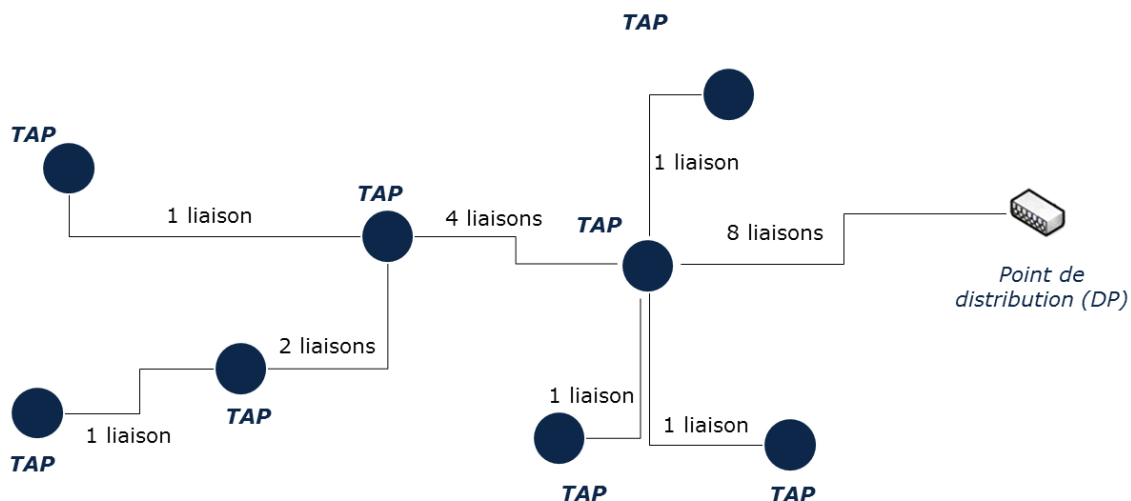 TAP
TAP
1 liaison
TAP
1 liaison
4 liaisons
TAP
8 liaisons
Point de
distribution (DP)
2 liaisons
1 liaison
1 liaison
TAP
1 liaison
TAP
TAP
TAP